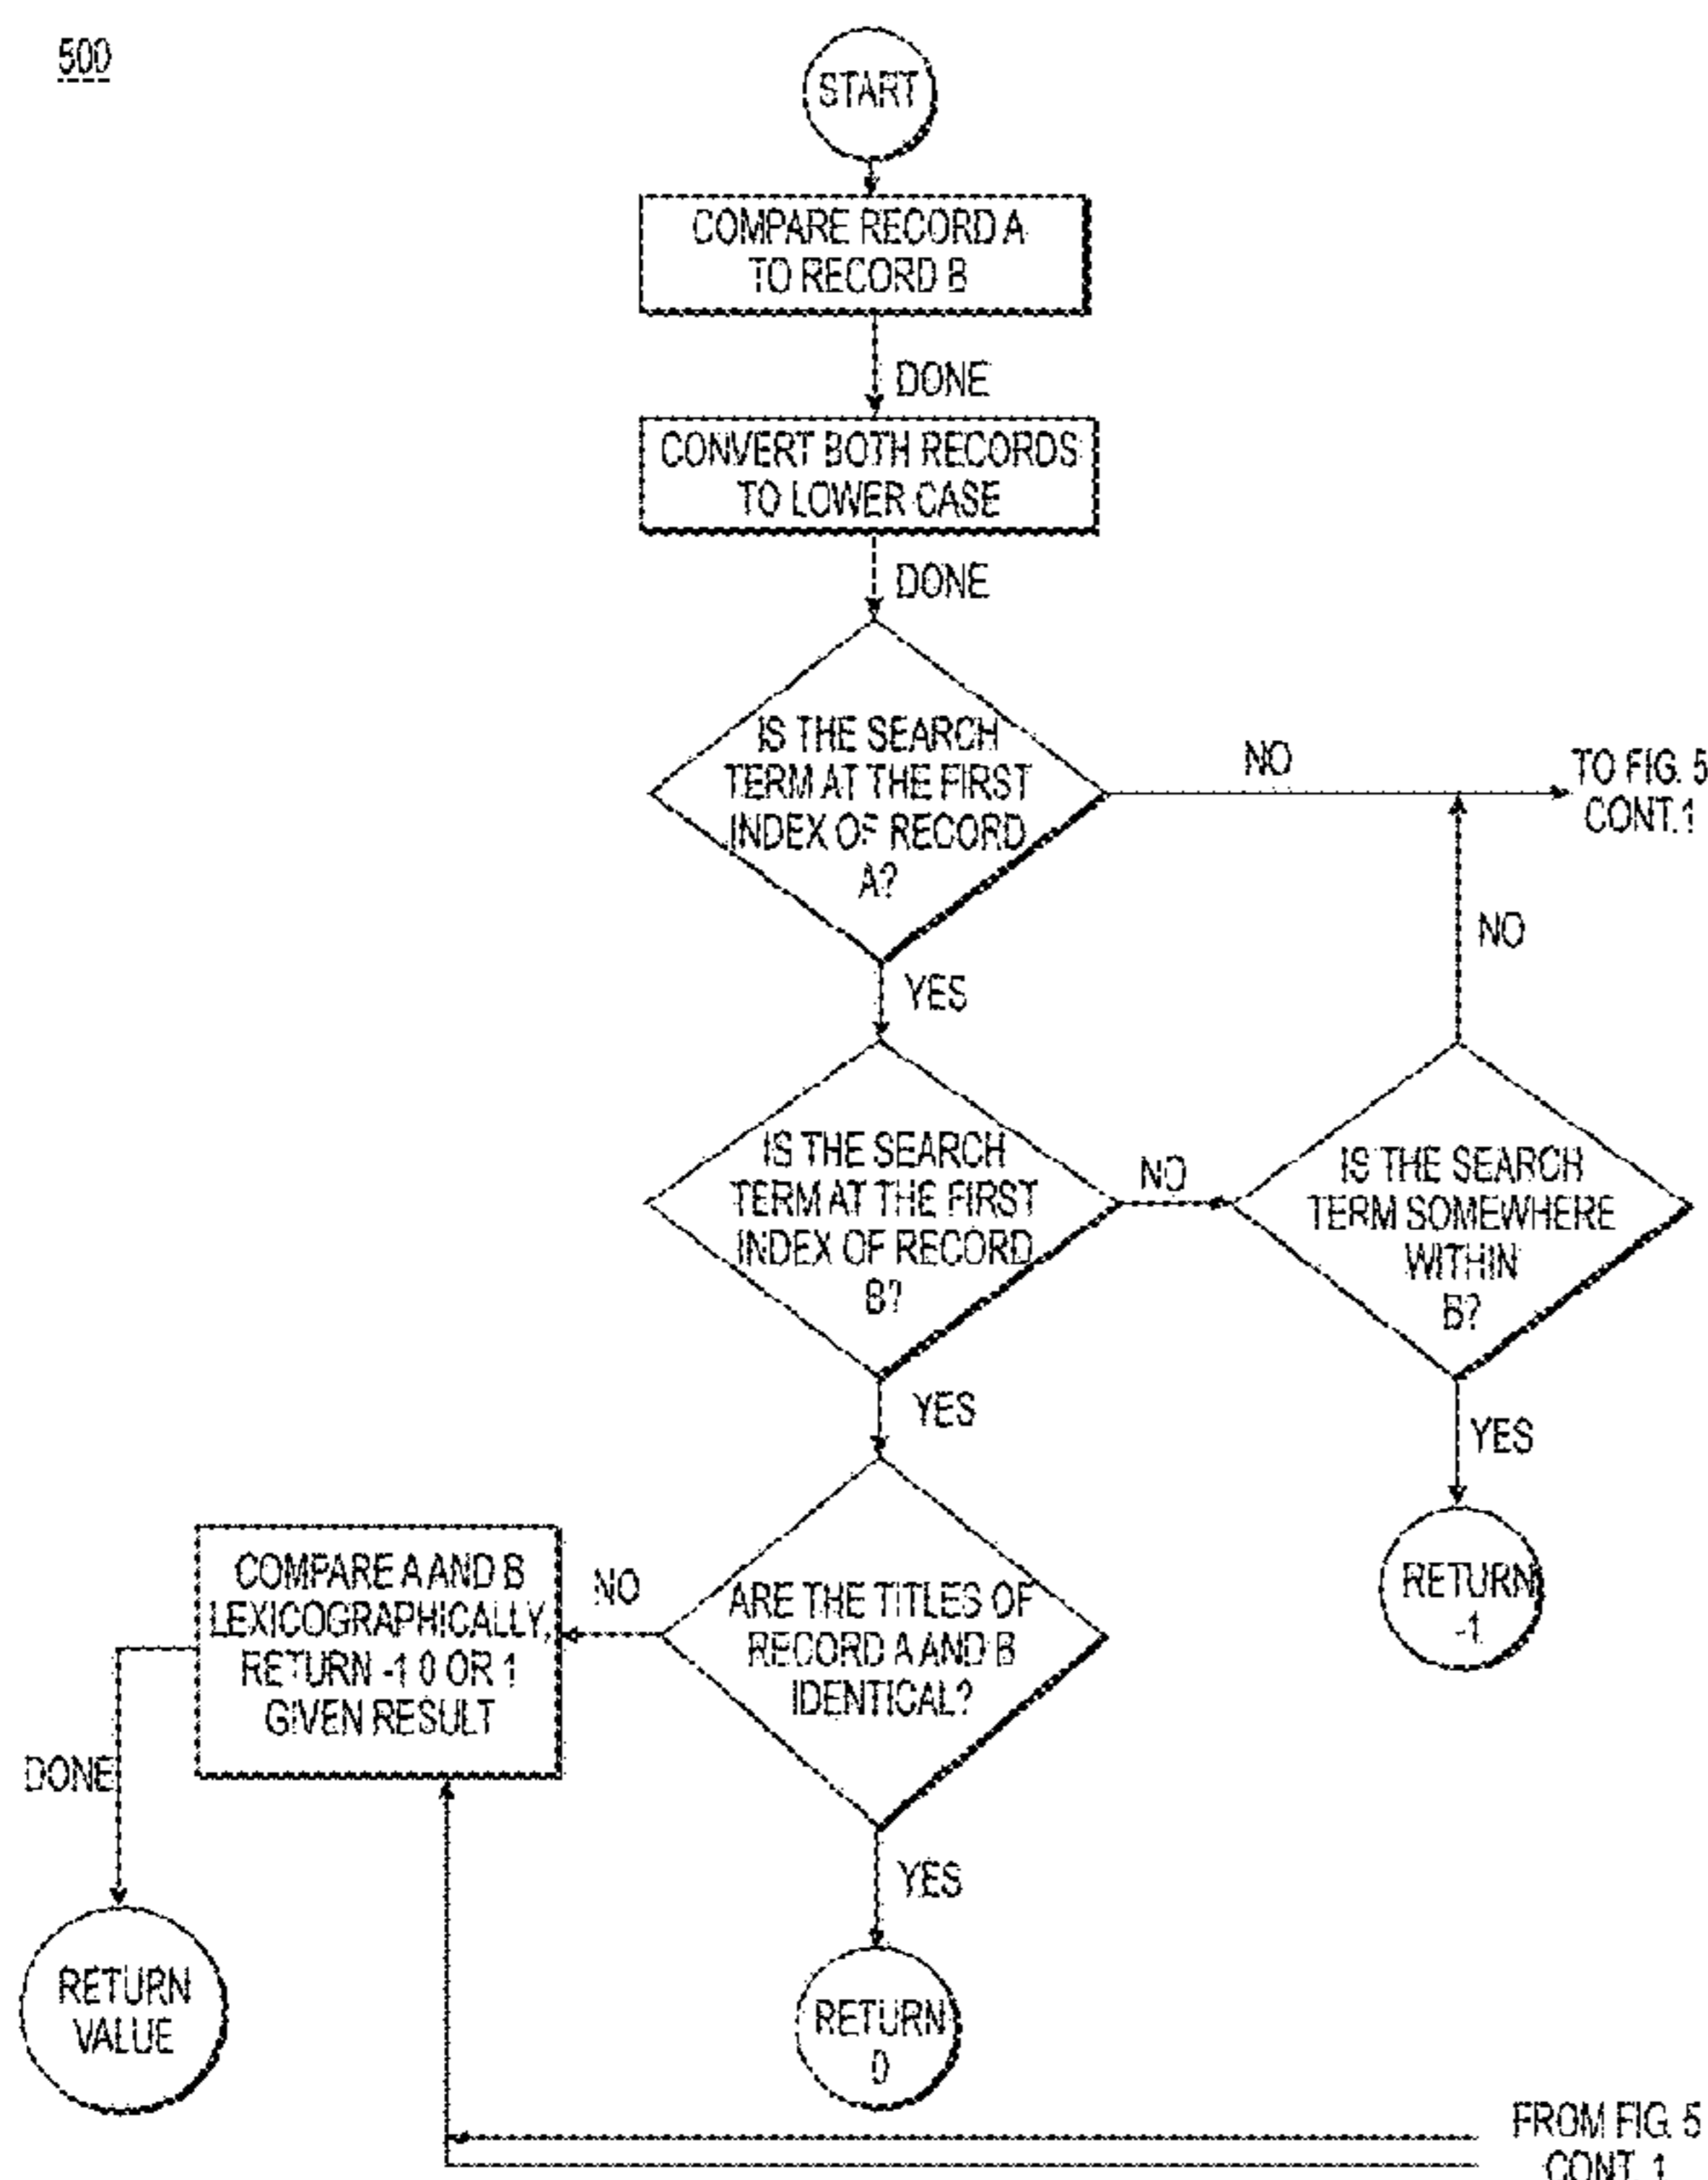 500
START
COMPARE RECORD A
TO RECORD B
DONE
CONVERT BOTH RECORDS
TO LOWER CASE
DONE
IS THE SEARCH
TERM AT THE FIRST
INDEX OF RECORD
A?
NO
TO FIG. 5
CONT. 1
YES
NO
IS THE SEARCH
TERM AT THE FIRST
INDEX OF RECORD
B?
NO
IS THE SEARCH
TERM SOMEWHERE
WITHIN
B?
YES
YES
RETURN
-1
COMPARE A AND B
LEXICOGRAPHICALLY,
RETURN -1 0 OR 1
GIVEN RESULT
NO
ARE THE TITLES OF
RECORD A AND B
IDENTICAL?
DONE
YES
RETURN
VALUE
RETURN
0
FROM FIG. 5
CONT. 1